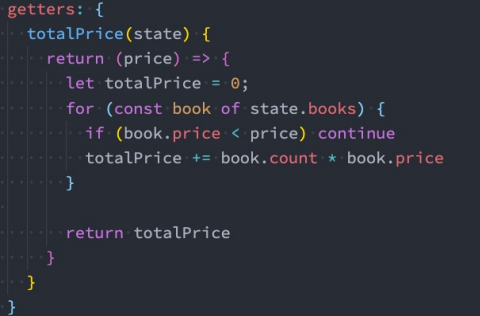 getters: {
  totalPrice(state) {
    return (price) => {
      let totalPrice = 0;
      for (const book of state.books) {
        if (book.price < price) continue
        totalPrice += book.count * book.price
      }

      return totalPrice
    }
  }
}